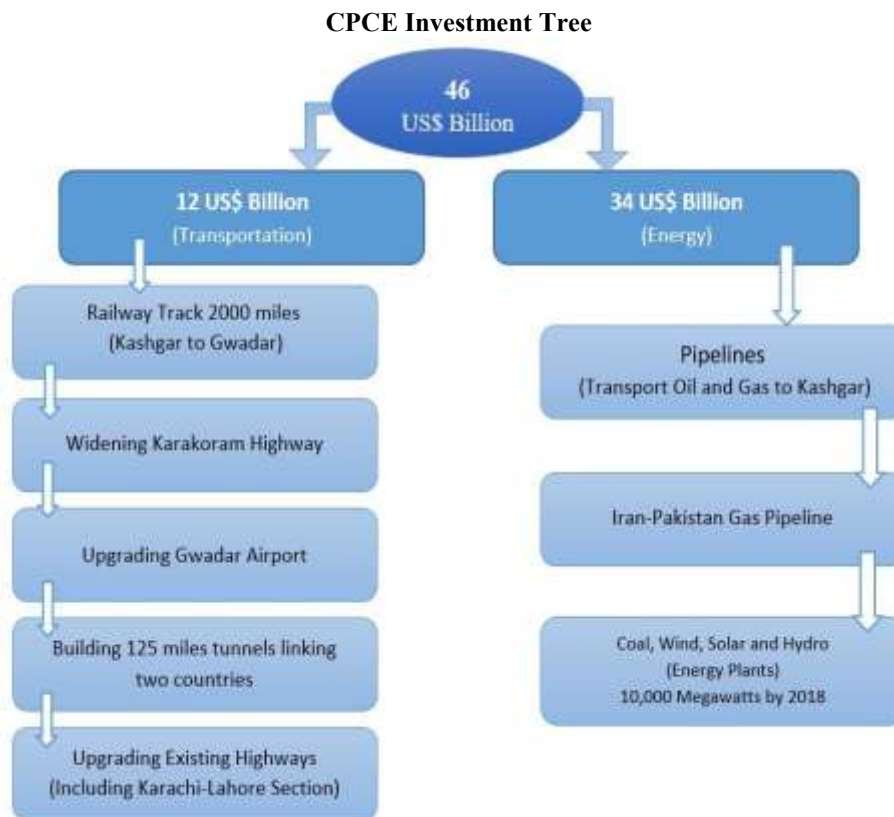 CPCE Investment Tree
46
US$ Billion
12 US$ Billion
(Transportation)
Railway Track 2000 miles
(Kashgar to Gwadar)
Widening Karakoram Highway
Upgrading Gwadar Airport
Building 125 miles tunnels linking
two countries
Upgrading Existing Highways
(Including Karachi-Lahore Section)
34 US$ Billion
(Energy)
Pipelines
(Transport Oil and Gas to Kashgar)
Iran-Pakistan Gas Pipeline
Coal, Wind, Solar and Hydro
(Energy Plants)
10,000 Megawatts by 2018